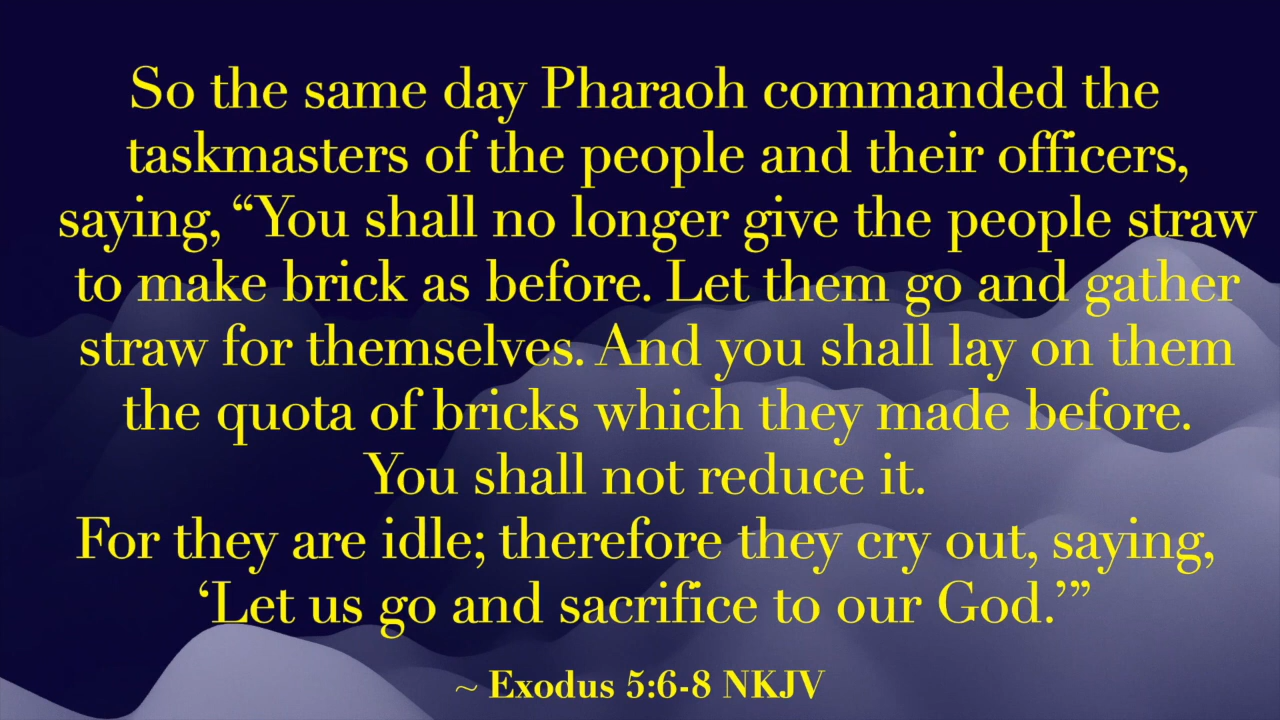 So the same day Pharaoh commanded the
taskmasters of the people and their officers,
saying, “You shall no longer give the people straw
to make brick as before. Let them go and gather
straw for themselves. And you shall lay on them
the quota of bricks which they made before.
You shall not reduce it.
For they are idle; therefore they cry out, saying,
‘Let us go and sacrifice to our God.’”
~ Exodus 5:6-8 NKJV